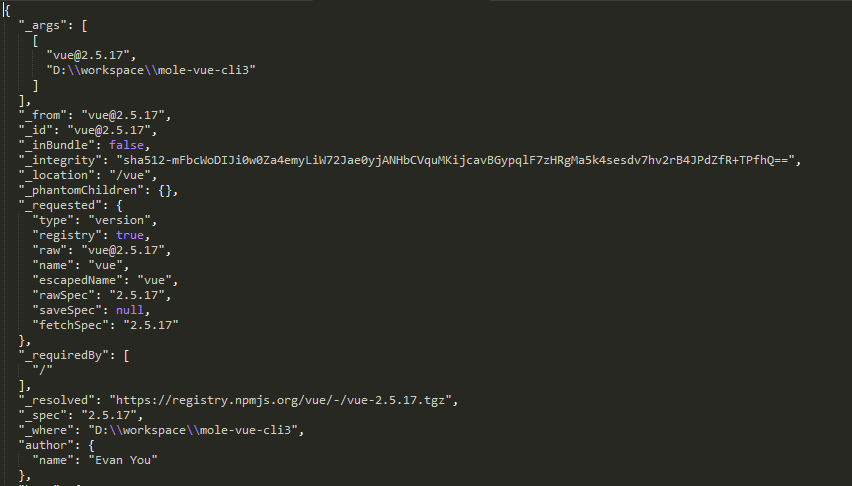 {
"_args": [
[
"vue@2.5.17",
"D:\\workspace\\mole-vue-cli3"
]
],
"_from": "vue@2.5.17",
"_id": "vue@2.5.17",
"_inBundle": false,
"_integrity": "sha512-mFbcWoDIJi0w0Za4emyLiW72Jae0yjANHbCVquMKijcavBGypqlF7zHRgMa5k4sesdv7hv2rB4JPdZfR+TPfhQ==",
"_location": "/vue",
"_phantomChildren": {},
"_requested": {
"type": "version",
"registry": true,
"raw": "vue@2.5.17",
"name": "vue",
"escapedName": "vue",
"rawSpec": "2.5.17",
"saveSpec": null,
"fetchSpec": "2.5.17"
},
"_requiredBy": [
"/"
],
"_resolved": "https://registry.npmjs.org/vue/-/vue-2.5.17.tgz",
"_spec": "2.5.17",
"_where": "D:\\workspace\\mole-vue-cli3",
"author": {
"name": "Evan You"
},